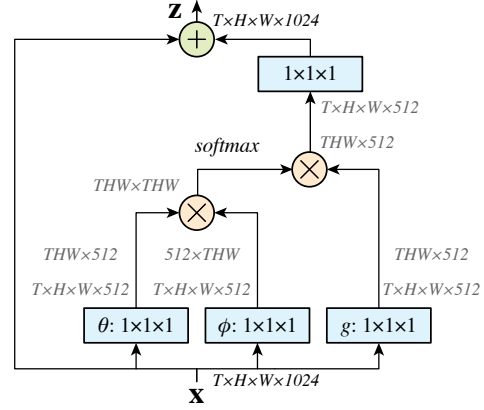 z T×H×W×1024
1×1×1
T×H×W×512
softmax THW×512
THW×THW
THW×512 512×THW THW×512
T×H×W×512 T×H×W×512 T×H×W×512
θ: 1×1×1 ϕ: 1×1×1 g: 1×1×1
x T×H×W×1024